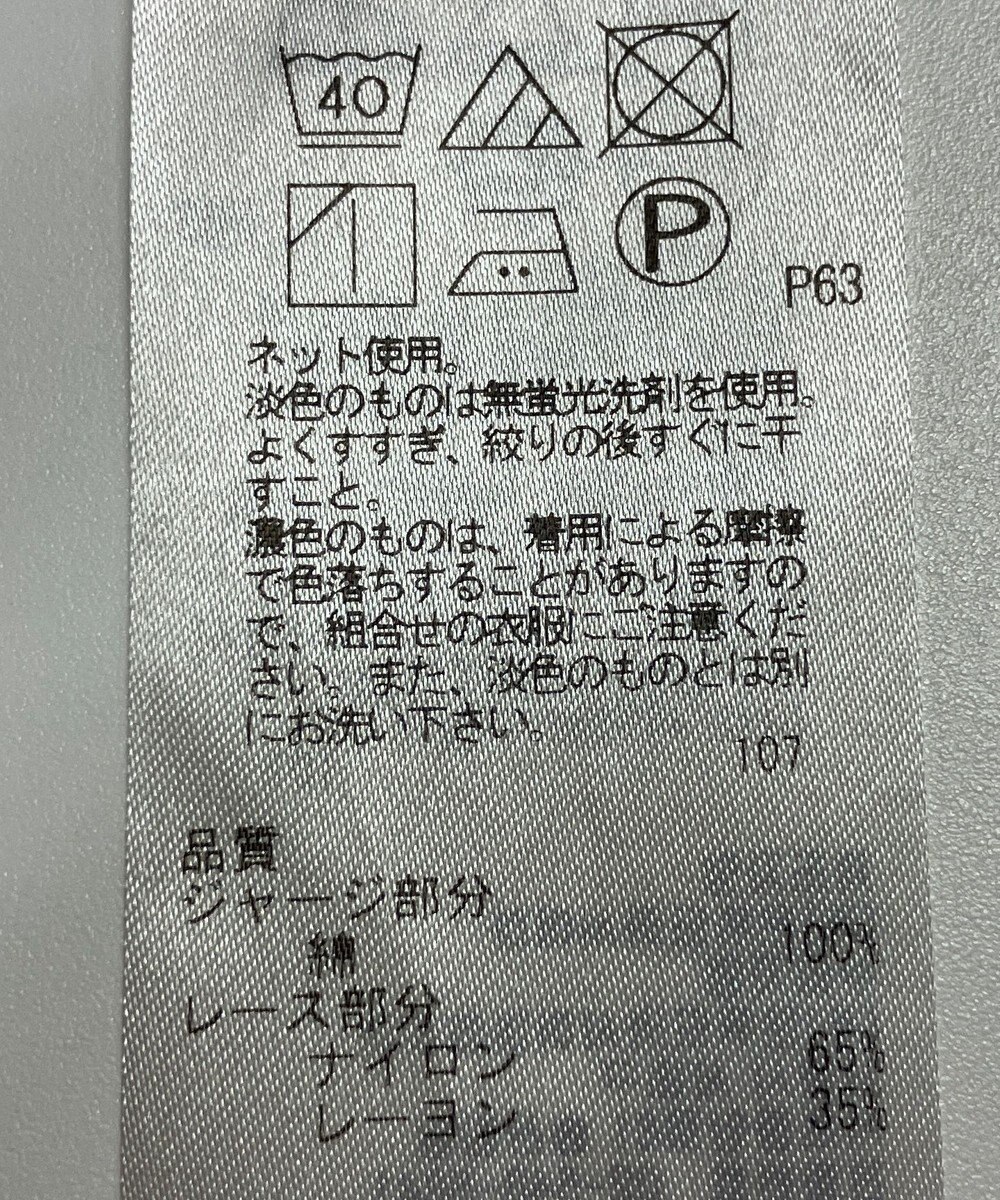 40
P
P63
ネット使用。
淡色のものは無蛍光洗剤を使用。
よくすすぎ、絞りの後すぐに干
すこと。
濃色のものは、着用による摩擦
で色落ちすることがありますの
で、組合せの衣服にご注意くだ
さい。また、淡色のものとは別
にお洗い下さい。
107
品質
ジャージ部分
綿 100%
レース部分
ナイロン 65%
レーヨン 35%